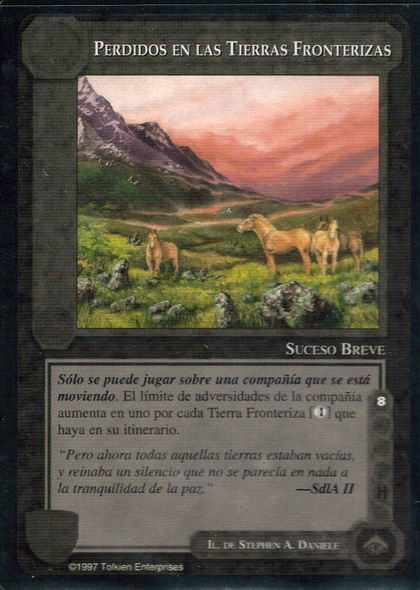 PERDIDOS EN LAS TIERRAS FRONTERIZAS
SUCESO BREVE
Sólo se puede jugar sobre una compañía que se está
moviendo. El límite de adversidades de la compañía
aumenta en uno por cada Tierra Fronteriza [ ] que
haya en su itinerario.
8
“Pero ahora todas aquellas tierras estaban vacías,
y reinaba un silencio que no se parecía en nada a
la tranquilidad de la paz.” —SdlA II
H
IL. DE STEPHEN A. DANIELE
©1997 Tolkien Enterprises